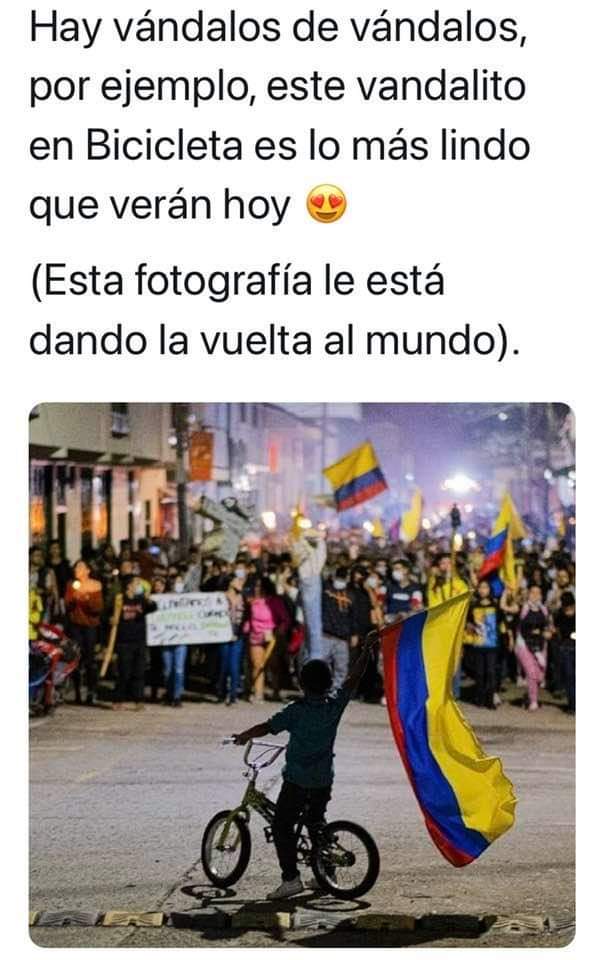 Hay vándalos de vándalos,
por ejemplo, este vandalito
en Bicicleta es lo más lindo
que verán hoy 😍
(Esta fotografía le está
dando la vuelta al mundo).